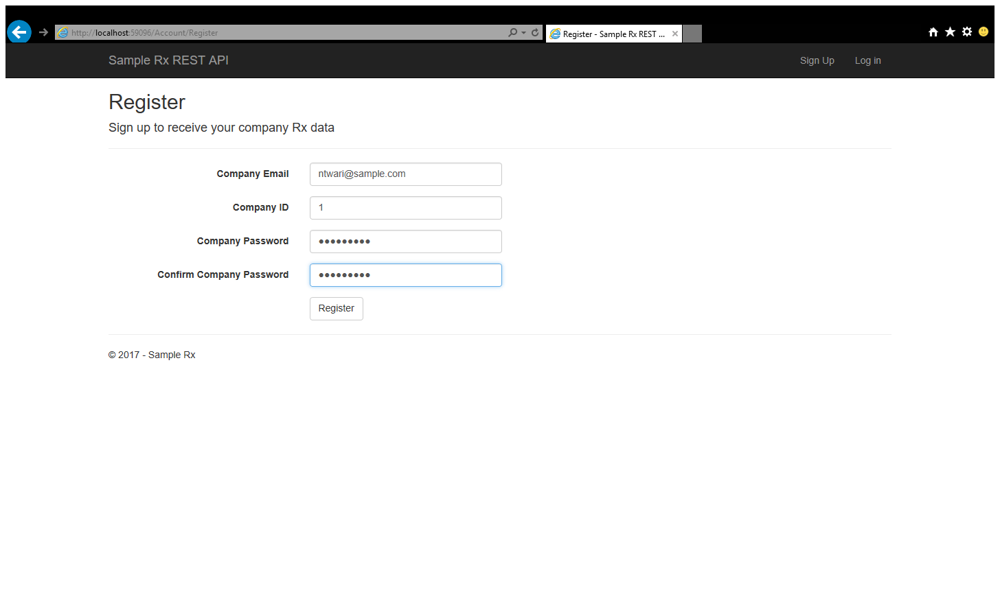 http://localhost:59096/Account/Register
Register - Sample Rx REST ...
Sample Rx REST API
Sign Up
Log in
Register
Sign up to receive your company Rx data
Company Email
ntwari@sample.com
Company ID
1
Company Password
●●●●●●●●●
Confirm Company Password
●●●●●●●●●
Register
© 2017 - Sample Rx